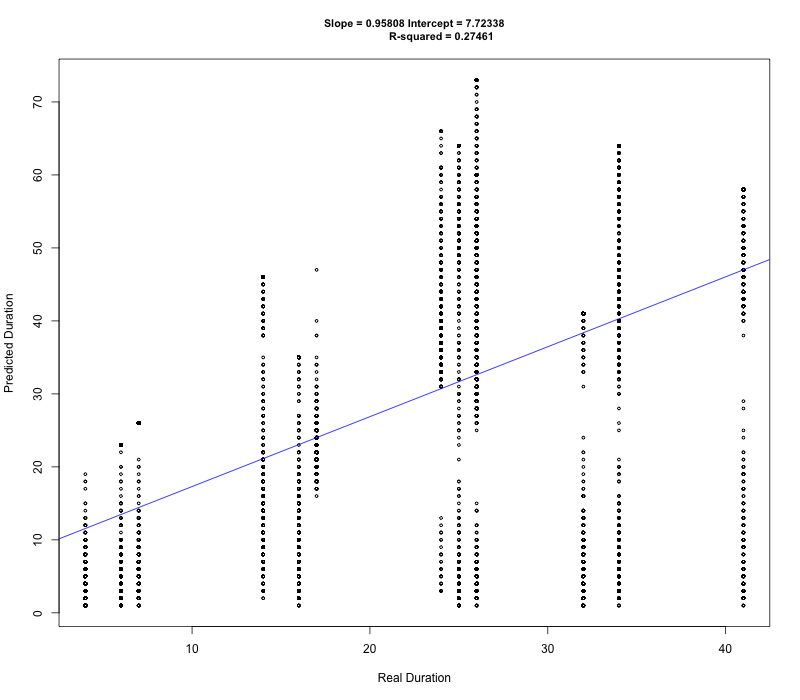 Slope = 0.95808 Intercept = 7.72338
R-squared = 0.27461
70
60
50
40
30
20
10
0
Predicted Duration
10 20 30 40
Real Duration